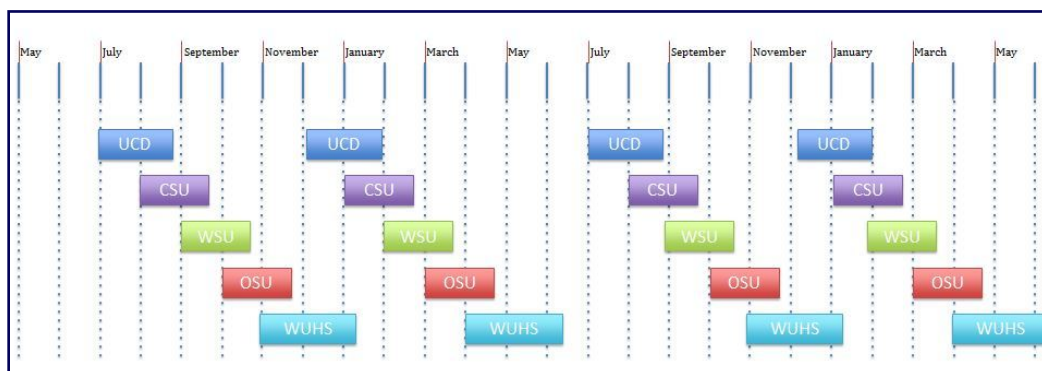 May July September November January March May July September November January March May
UCD UCD UCD UCD
CSU CSU CSU CSU
WSU WSU WSU WSU
OSU OSU OSU OSU
WUHS WUHS WUHS WUHS